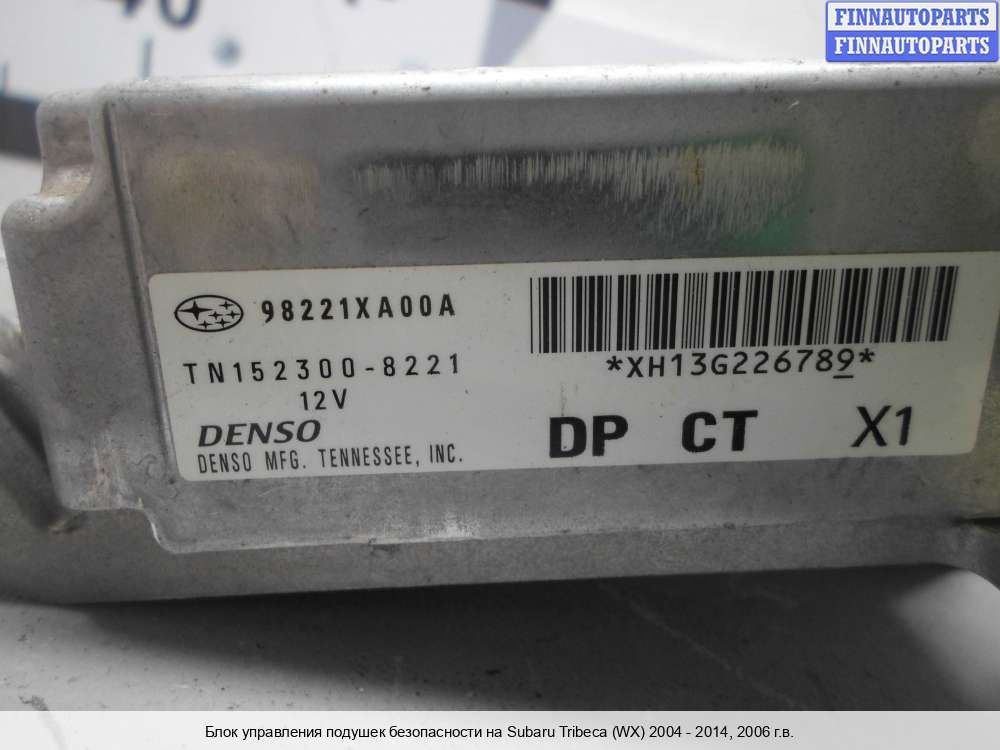 FINNAUTOPARTS
FINNAUTOPARTS
98221XA00A
TN152300-8221
12V
DENSO
DENSO MFG. TENNESSEE, INC.
*XH13G226789*
DP CT X1
Блок управления подушек безопасности на Subaru Tribeca (WX) 2004 - 2014, 2006 г.в.